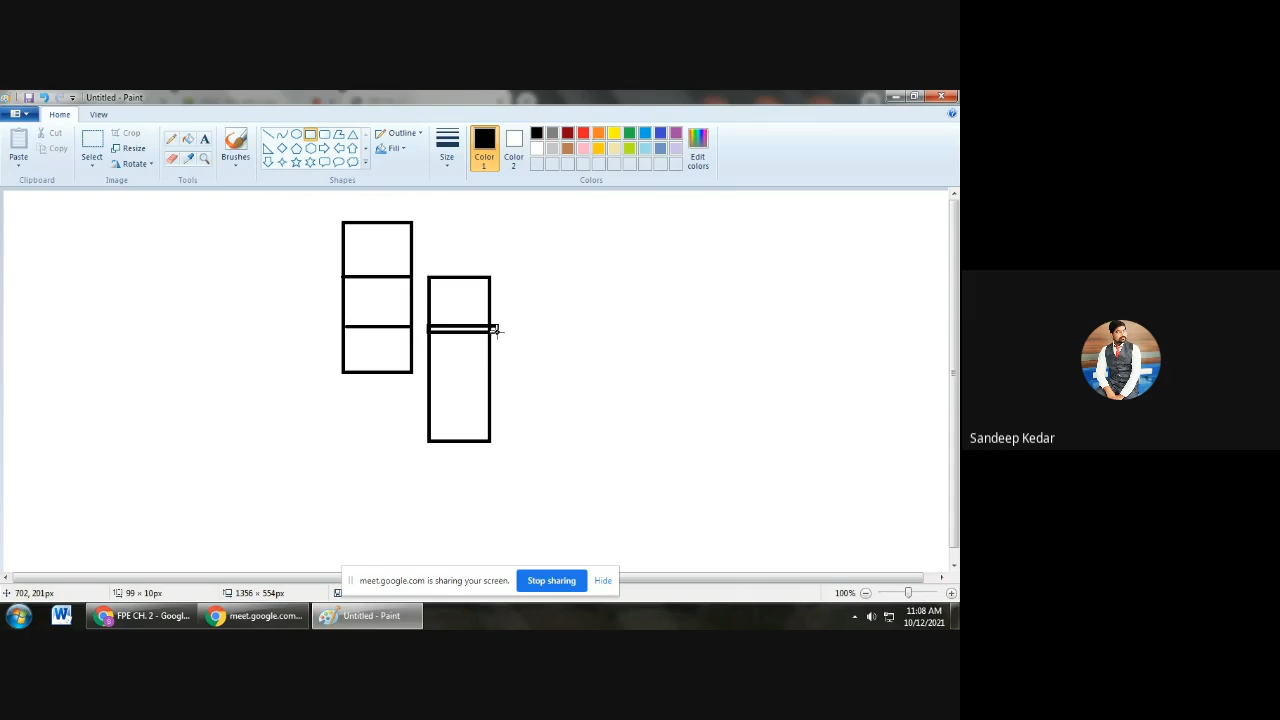 Untitled - Paint
Home
View
Paste
Cut
Copy
Clipboard
Select
Crop
Resize
Rotate
Image
A
Tools
Brushes
Outline
Fill
Shapes
Size
Color 1
Color 2
Edit colors
Colors
Sandeep Kedar
meet.google.com is sharing your screen.
Stop sharing
Hide
702, 201px
99 × 10px
1356 × 554px
100%
W
FPE CH. 2 - Googl...
meet.google.com...
Untitled - Paint
11:08 AM
10/12/2021